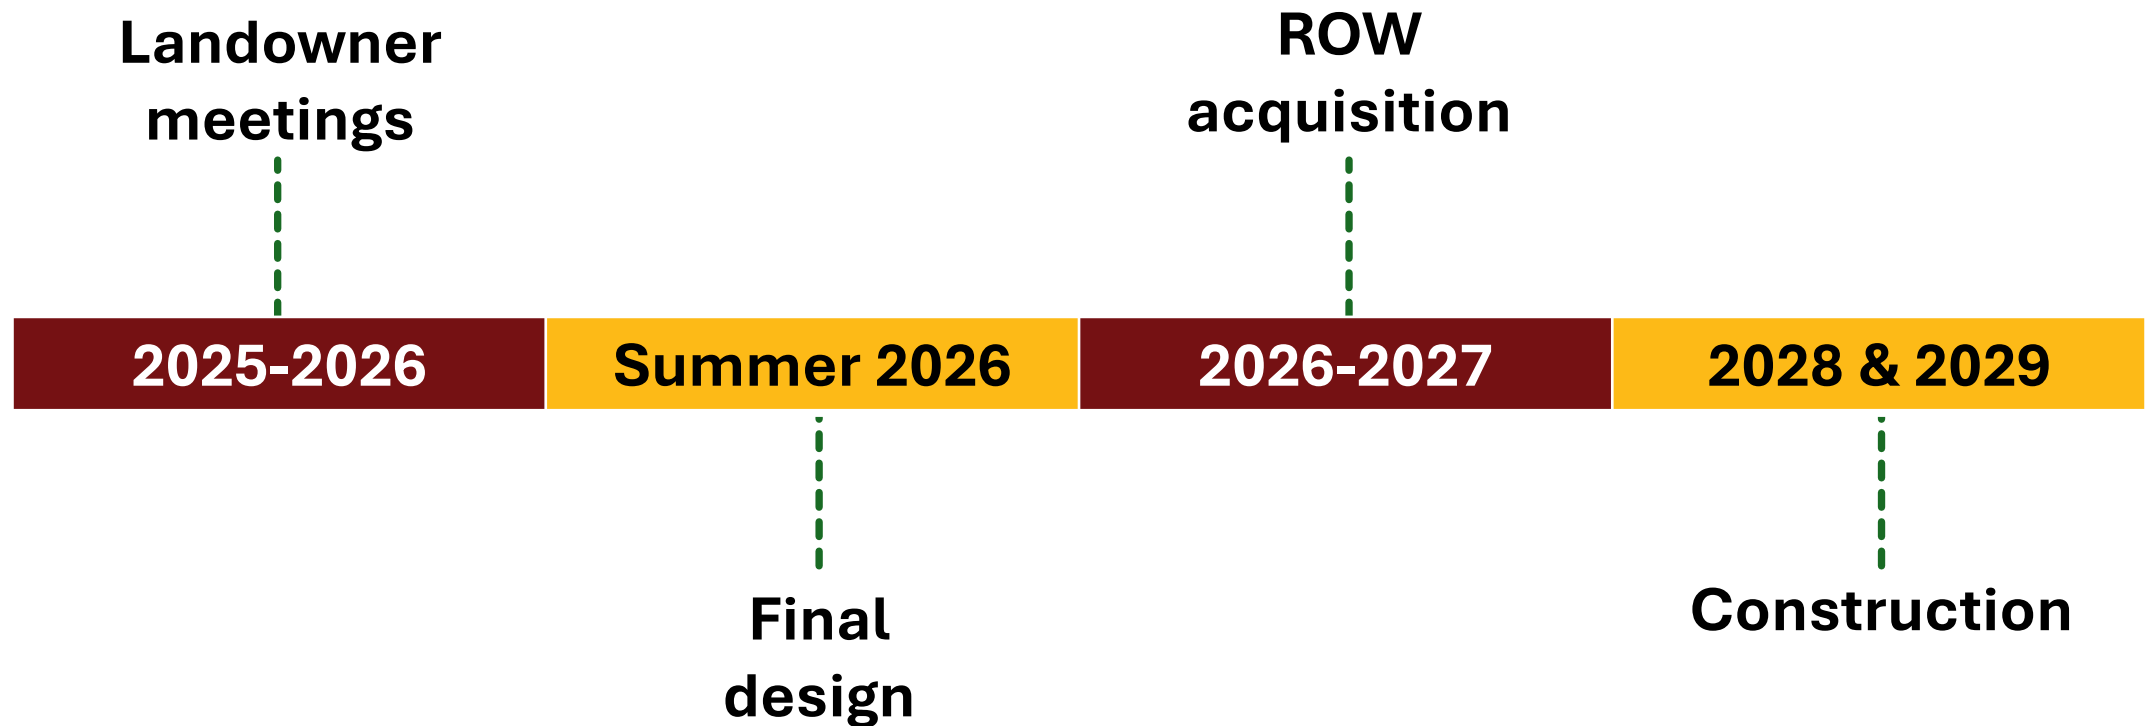 Landowner
meetings
ROW
acquisition
2025-2026
Summer 2026
2026-2027
2028 & 2029
Final
design
Construction